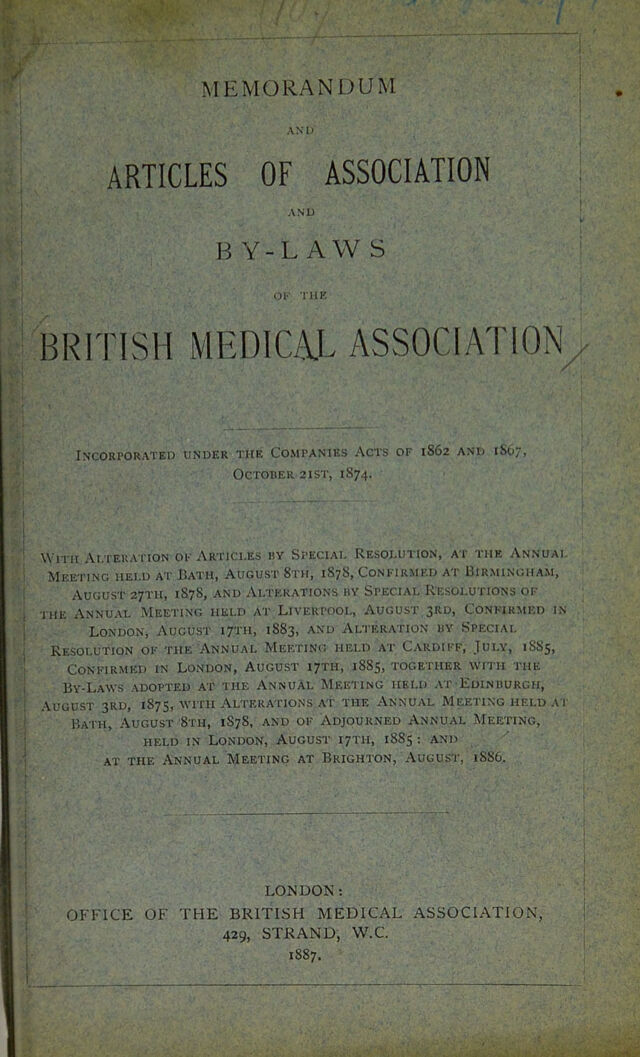 MEMORANDUM
AND
ARTICLES OF ASSOCIATION
AND
BY-LAWS
OF THE
BRITISH MEDICAL ASSOCIATION
INCORPORATED UNDER THE COMPANIES ACTS OF 1862 AND 1867,
OCTOBER 21ST, 1874.
WITH ALTERATION OF ARTICLES BY SPECIAL RESOLUTION, AT THE ANNUAL
MEETING HELD AT BATH, AUGUST 8TH, 1878, CONFIRMED AT BIRMINGHAM,
AUGUST 27TH, 1878, AND ALTERATIONS BY SPECIAL RESOLUTIONS OF
THE ANNUAL MEETING HELD AT LIVERPOOL, AUGUST 3RD, CONFIRMED IN
LONDON, AUGUST 17TH, 1883, AND ALTERATION BY SPECIAL
RESOLUTION OF THE ANNUAL MEETING HELD AT CARDIFF, JULY, 1885,
CONFIRMED IN LONDON, AUGUST 17TH, 1885, TOGETHER WITH THE
BY-LAWS ADOPTED AT THE ANNUAL MEETING HELD AT EDINBURGH,
AUGUST 3RD, 1875, WITH ALTERATIONS AT THE ANNUAL MEETING HELD AT
BATH, AUGUST 8TH, 1878, AND OF ADJOURNED ANNUAL MEETING,
HELD IN LONDON, AUGUST 17TH, 1885: AND
AT THE ANNUAL MEETING AT BRIGHTON, AUGUST, 1886.
LONDON:
OFFICE OF THE BRITISH MEDICAL ASSOCIATION,
429, STRAND, W.C.
1887.